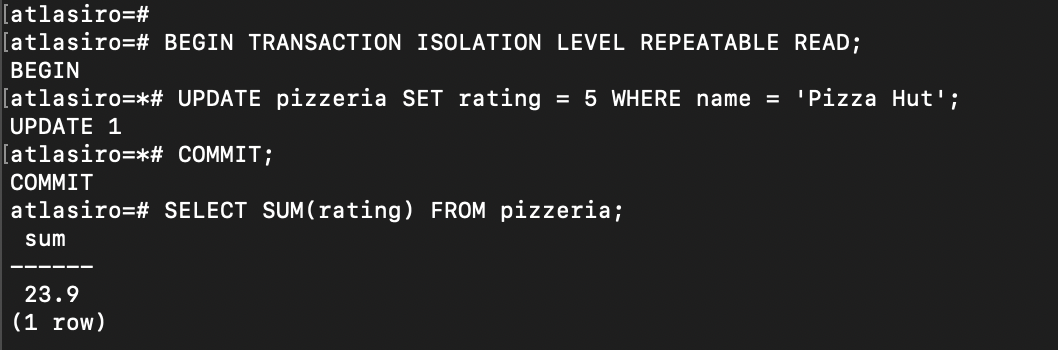 [atlasiro=#
[atlasiro=# BEGIN TRANSACTION ISOLATION LEVEL REPEATABLE READ;
BEGIN
[atlasiro=*# UPDATE pizzeria SET rating = 5 WHERE name = 'Pizza Hut';
UPDATE 1
[atlasiro=*# COMMIT;
COMMIT
atlasiro=# SELECT SUM(rating) FROM pizzeria;
sum
------
23.9
(1 row)